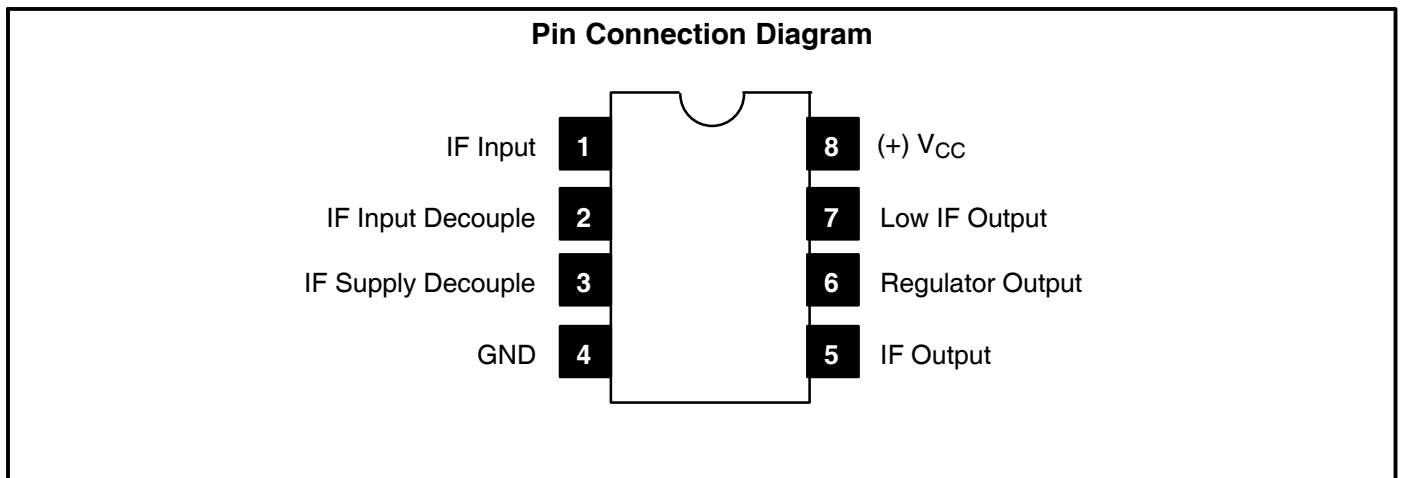 Pin Connection Diagram
IF Input 1 8 (+) VCC
IF Input Decouple 2 7 Low IF Output
IF Supply Decouple 3 6 Regulator Output
GND 4 5 IF Output